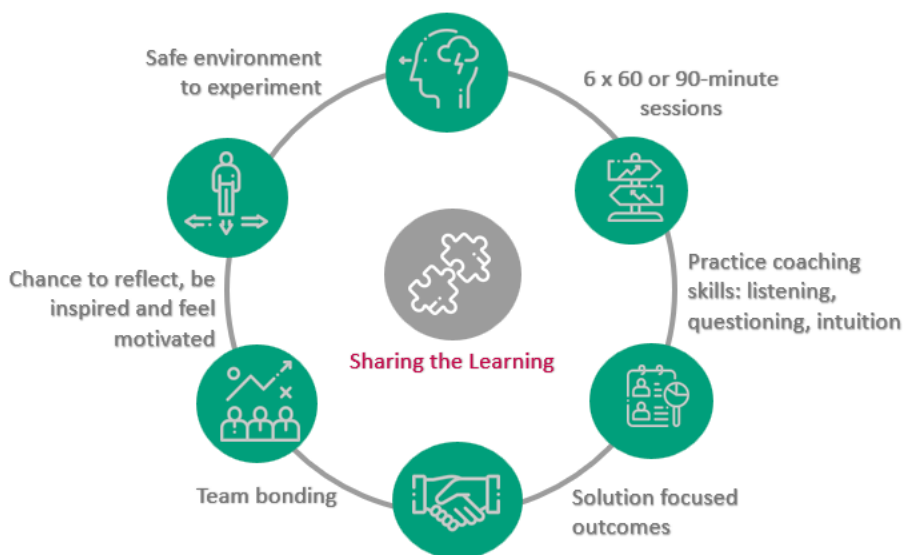 Safe environment
to experiment
6 x 60 or 90-minute
sessions
Chance to reflect, be
inspired and feel
motivated
Practice coaching
skills: listening,
questioning, intuition
Sharing the Learning
Team bonding
Solution focused
outcomes